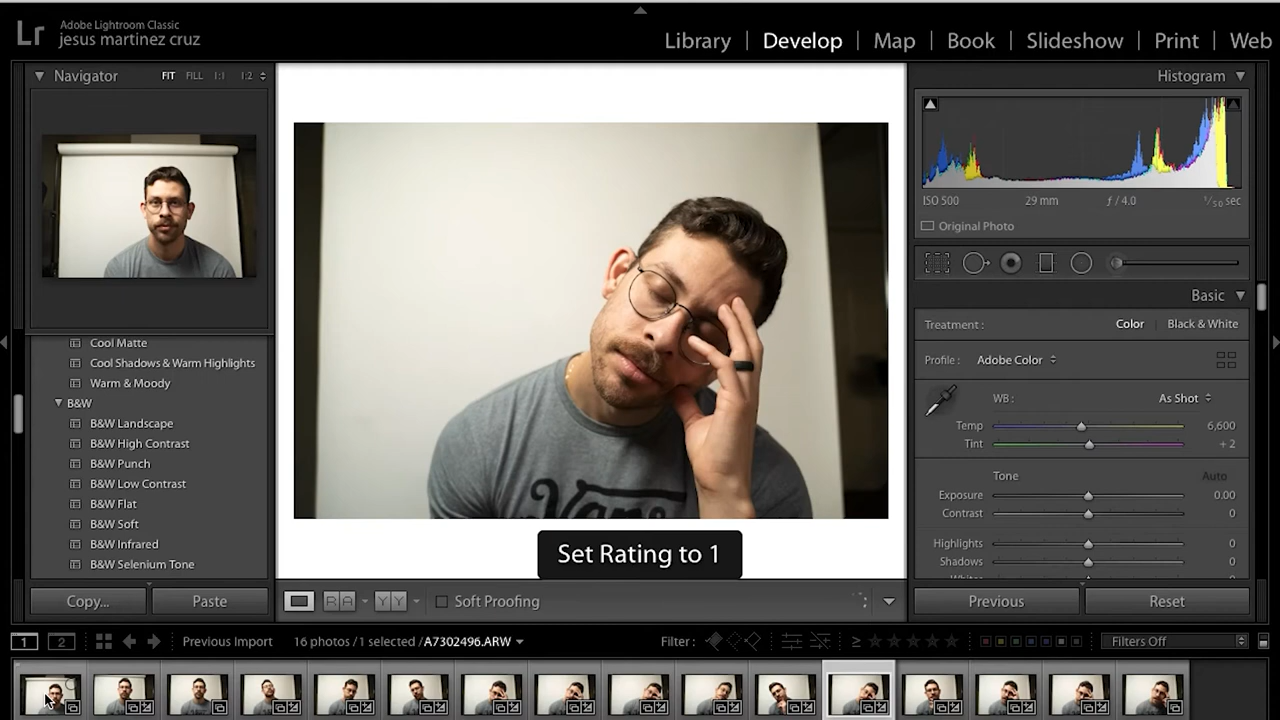 Lr
Adobe Lightroom Classic
jesus martinez cruz
Library | Develop | Map | Book | Slideshow | Print | Web
Navigator FIT FILL 1:1 1:2
Histogram
ISO 500 29 mm ƒ / 4.0 1/50 sec
Original Photo
Basic
Treatment : Color Black & White
Profile : Adobe Color
WB : As Shot
Temp 6,600
Tint + 2
Tone Auto
Exposure 0.00
Contrast 0
Highlights 0
Shadows 0
Cool Matte
Cool Shadows & Warm Highlights
Warm & Moody
B&W
B&W Landscape
B&W High Contrast
B&W Punch
B&W Low Contrast
B&W Flat
B&W Soft
B&W Infrared
B&W Selenium Tone
Vans
Set Rating to 1
Copy... Paste
R A Y Y Soft Proofing
Previous Reset
1 2 Previous Import 16 photos / 1 selected / A7302496.ARW Filter : ≥ Filters Off